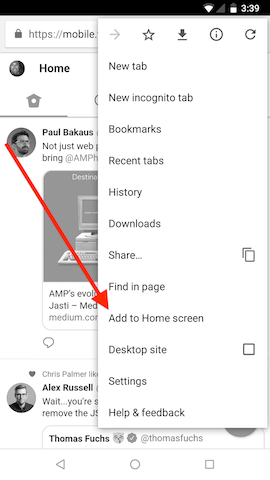 3:39
https://mobile.
Home
New tab
New incognito tab
Bookmarks
Recent tabs
History
Downloads
Share...
Find in page
Add to Home screen
Desktop site
Settings
Help & feedback
Paul Bakaus
Not just web p
bring @AMPh
Destina
AMP's evol
Jasti – Med
medium.com
Chris Palmer like
Alex Russell
Wait...you're s
remove the JS
Thomas Fuchs @thomasfuchs